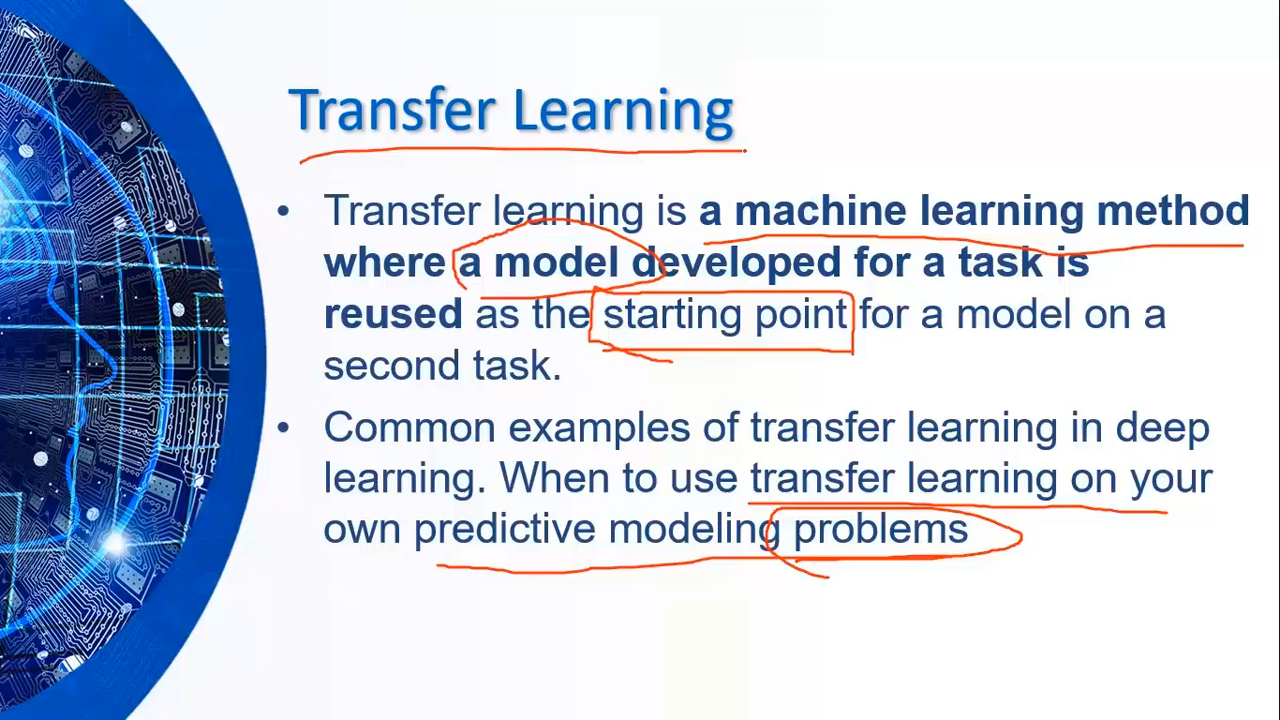 Transfer Learning
• Transfer learning is a machine learning method
where a model developed for a task is
reused as the starting point for a model on a
second task.
• Common examples of transfer learning in deep
learning. When to use transfer learning on your
own predictive modeling problems